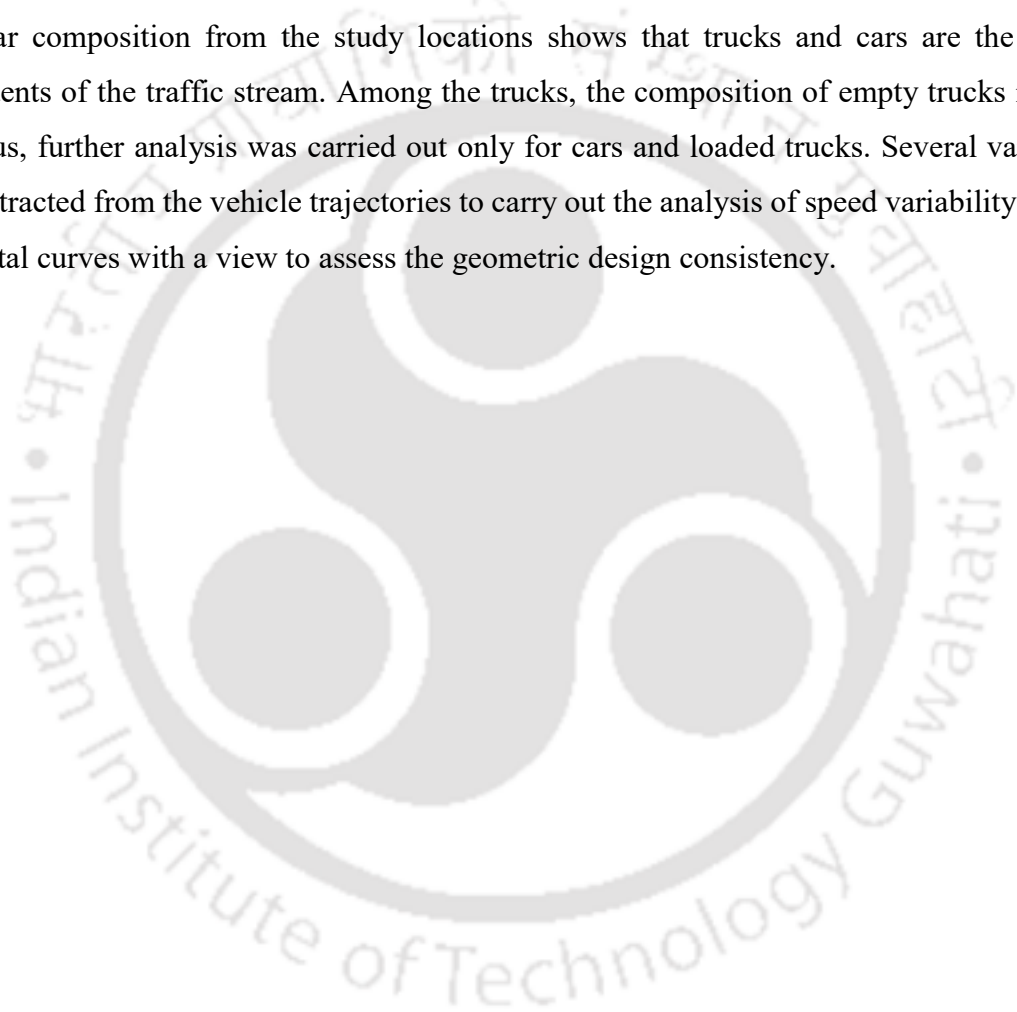 ar composition from the study locations shows that trucks and cars are the
ents of the traffic stream. Among the trucks, the composition of empty trucks
us, further analysis was carried out only for cars and loaded trucks. Several va
tracted from the vehicle trajectories to carry out the analysis of speed variability
tal curves with a view to assess the geometric design consistency.
Indian Institute of Technology Guwahati